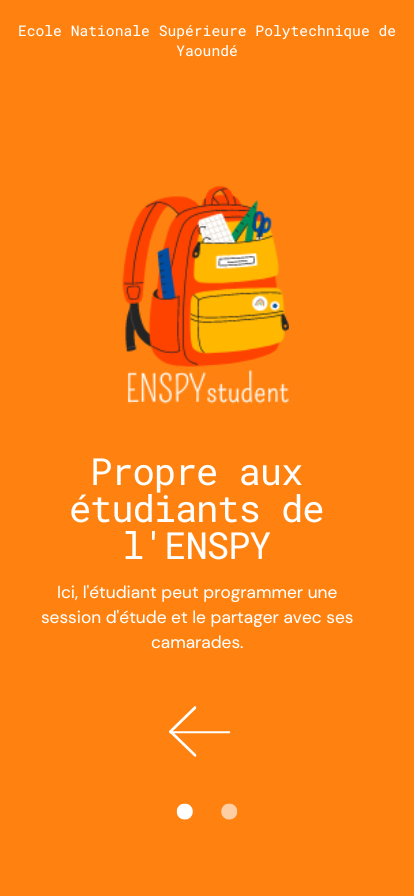 Ecole Nationale Supérieure Polytechnique de
Yaoundé
ENSPYstudent
Propre aux
étudiants de
l'ENSPY
Ici, l'étudiant peut programmer une
session d'étude et le partager avec ses
camarades.